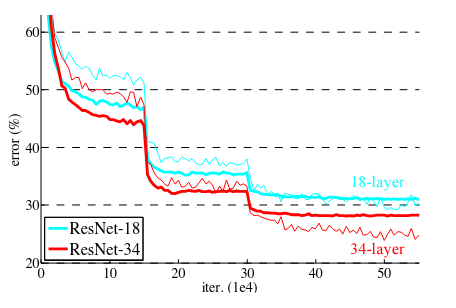 60
50
40
30
20
error (%)
18-layer
34-layer
ResNet-18
ResNet-34
0 10 20 30 40 50
iter. (1e4)